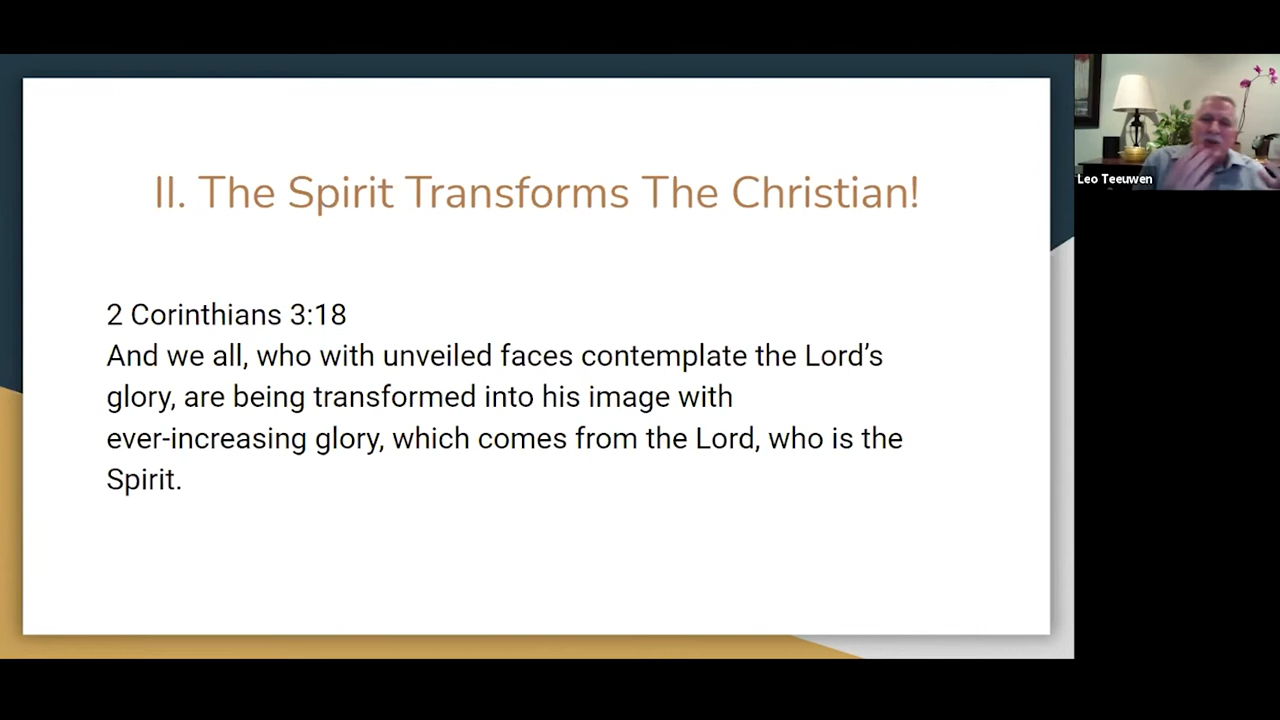 II. The Spirit Transforms The Christian!
2 Corinthians 3:18
And we all, who with unveiled faces contemplate the Lord’s
glory, are being transformed into his image with
ever-increasing glory, which comes from the Lord, who is the
Spirit.
Leo Teeuwen